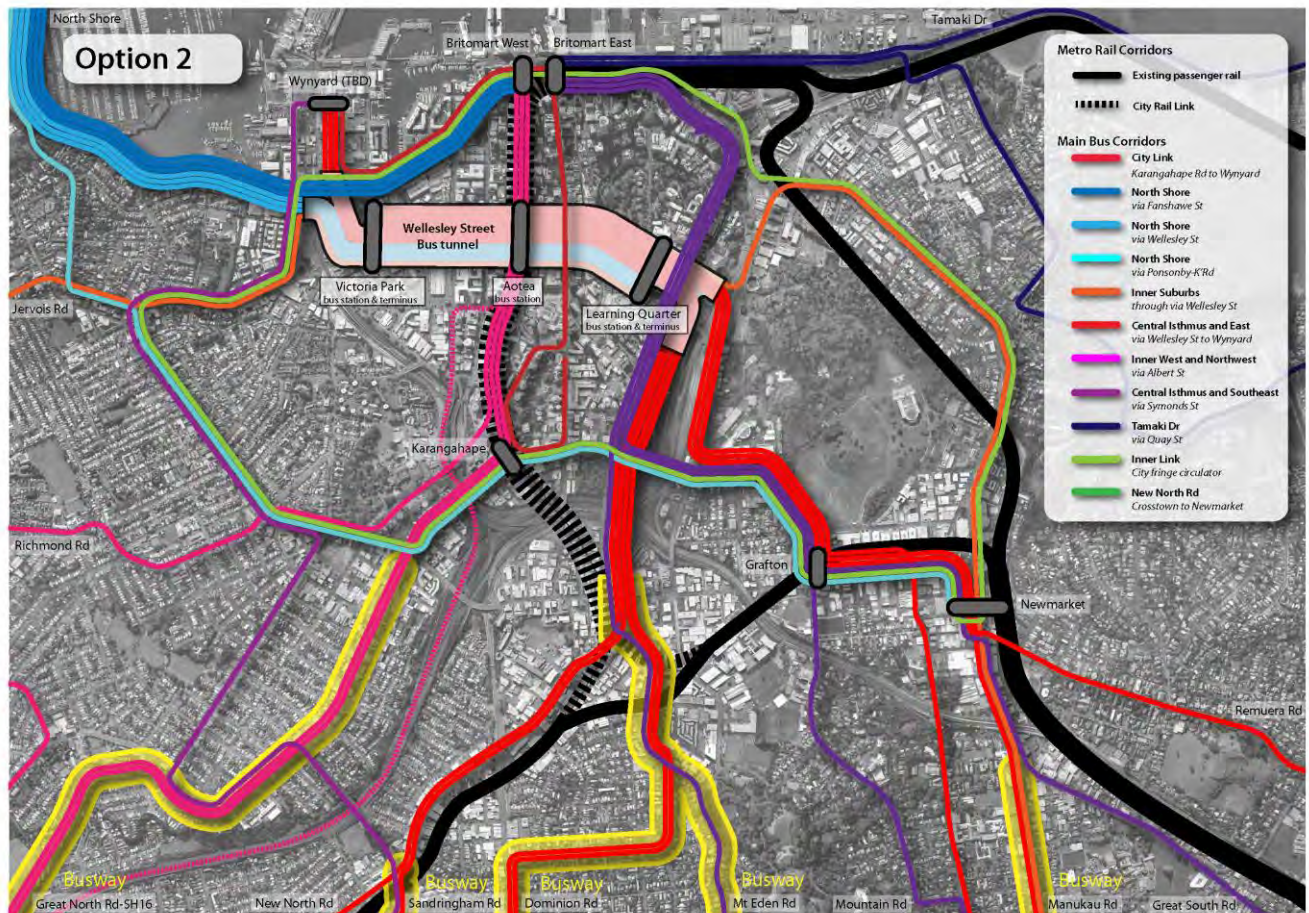 North Shore
Tamaki Dr
Option 2
Britomart West
Britomart East
Wynyard (TBD)
Metro Rail Corridors
Existing passenger rail
City Rail Link
Main Bus Corridors
City Link
Karangahape Rd to Wynyard
North Shore
via Fanshawe St
North Shore
via Wellesley St
North Shore
via Ponsonby-K'Rd
Inner Suburbs
through via Wellesley St
Central Isthmus and East
via Wellesley St to Wynyard
Inner West and Northwest
via Albert St
Central Isthmus and Southeast
via Symonds St
Tamaki Dr
via Quay St
Inner Link
City fringe circulator
New North Rd
Crosstown to Newmarket
Wellesley Street
Bus tunnel
Victoria Park
bus station & terminus
Aotea
bus station
Learning Quarter
bus station & terminus
Jervois Rd
Karangahape
Richmond Rd
Grafton
Newmarket
Remuera Rd
Busway
Busway
Busway
Busway
Busway
Great North Rd-SH16
New North Rd
Sandringham Rd
Dominion Rd
Mt Eden Rd
Mountain Rd
Manukau Rd
Great South Rd